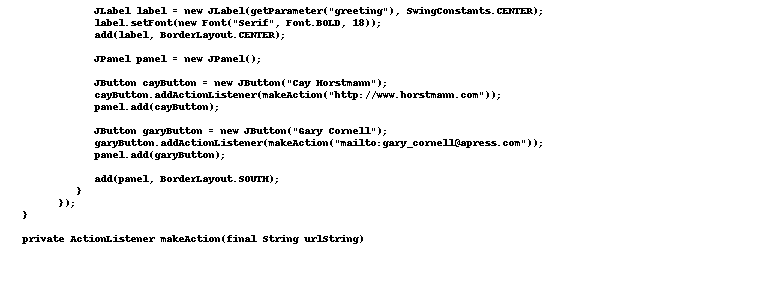 JLabel label = new JLabel(getParameter("greeting"), SwingConstants.CENTER);
label.setFont(new Font("Serif", Font.BOLD, 18));
add(label, BorderLayout.CENTER);
JPanel panel = new JPanel();
JButton cayButton = new JButton("Cay Horstmann");
cayButton.addActionListener(makeAction("http://www.horstmann.com"));
panel.add(cayButton);
JButton garyButton = new JButton("Gary Cornell");
garyButton.addActionListener(makeAction("mailto:gary_cornell@apress.com"));
panel.add(garyButton);
add(panel, BorderLayout.SOUTH);
}
});
}
private ActionListener makeAction(final String urlString)